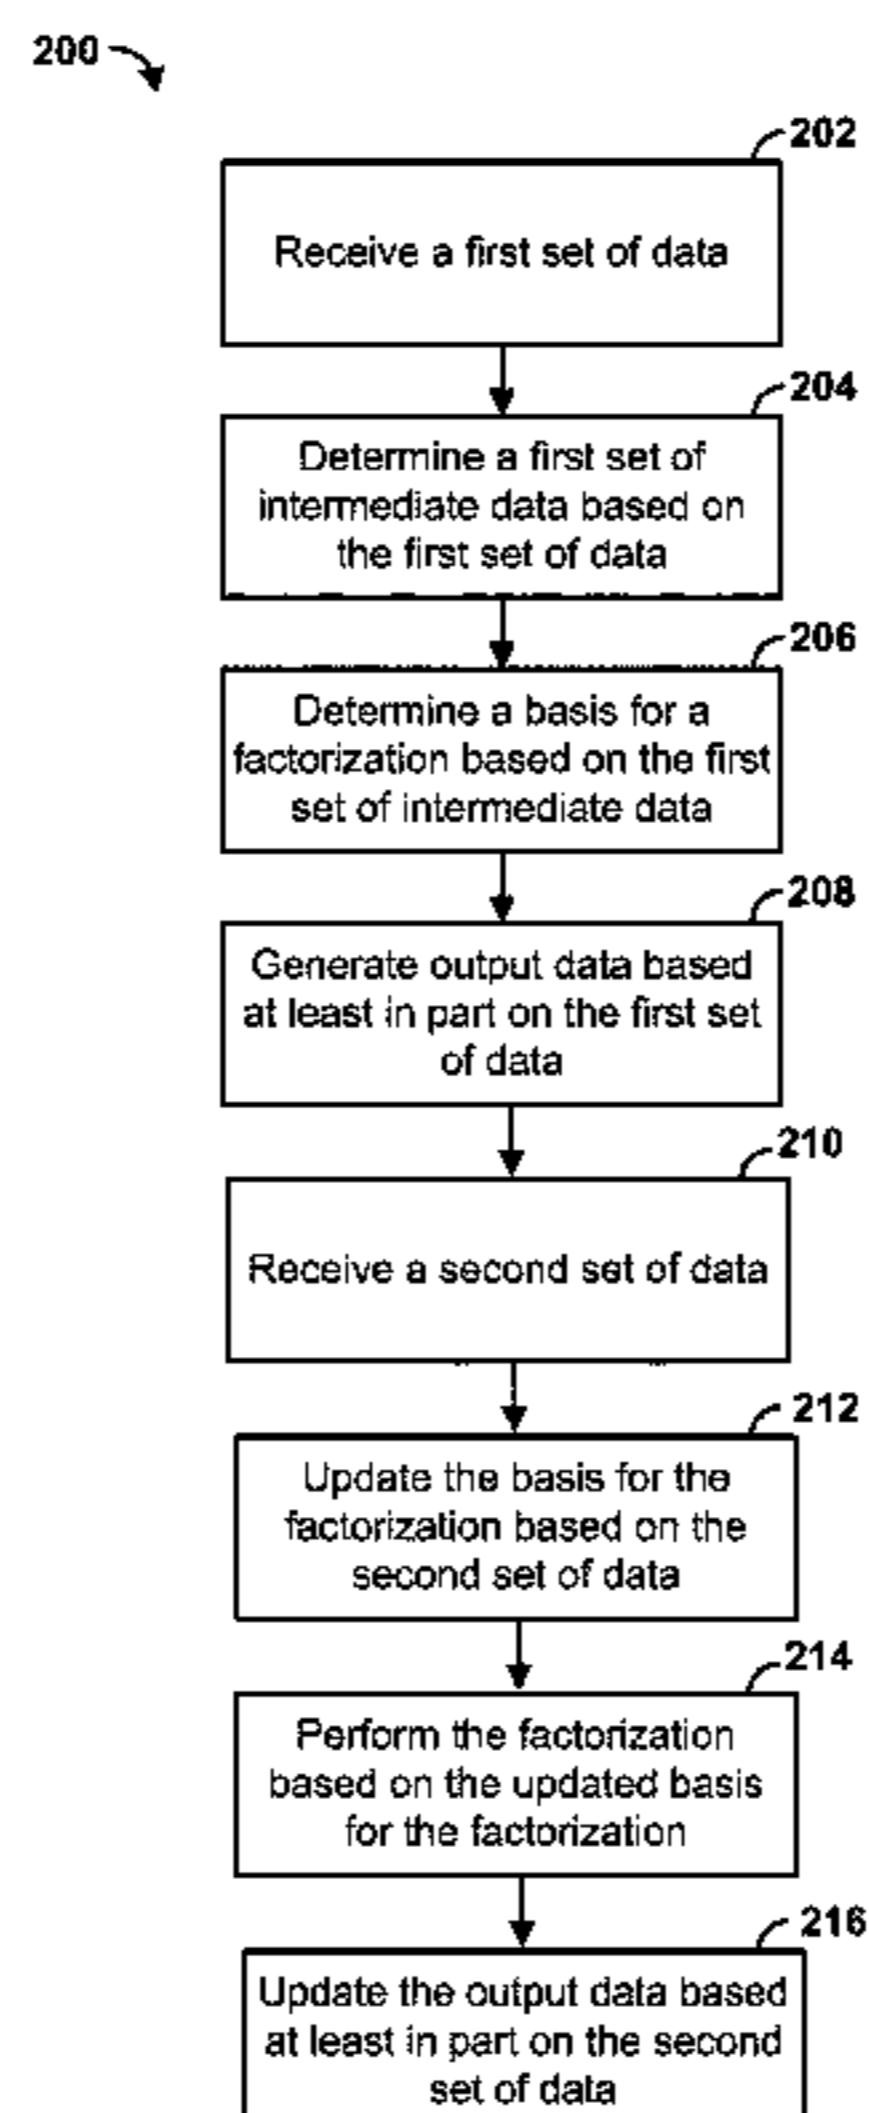 200
202
Receive a first set of data
204
Determine a first set of
intermediate data based on
the first set of data
206
Determine a basis for a
factorization based on the first
set of intermediate data
208
Generate output data based
at least in part on the first set
of data
210
Receive a second set of data
212
Update the basis for the
factorization based on the
second set of data
214
Perform the factorization
based on the updated basis
for the factorization
216
Update the output data based
at least in part on the second
set of data